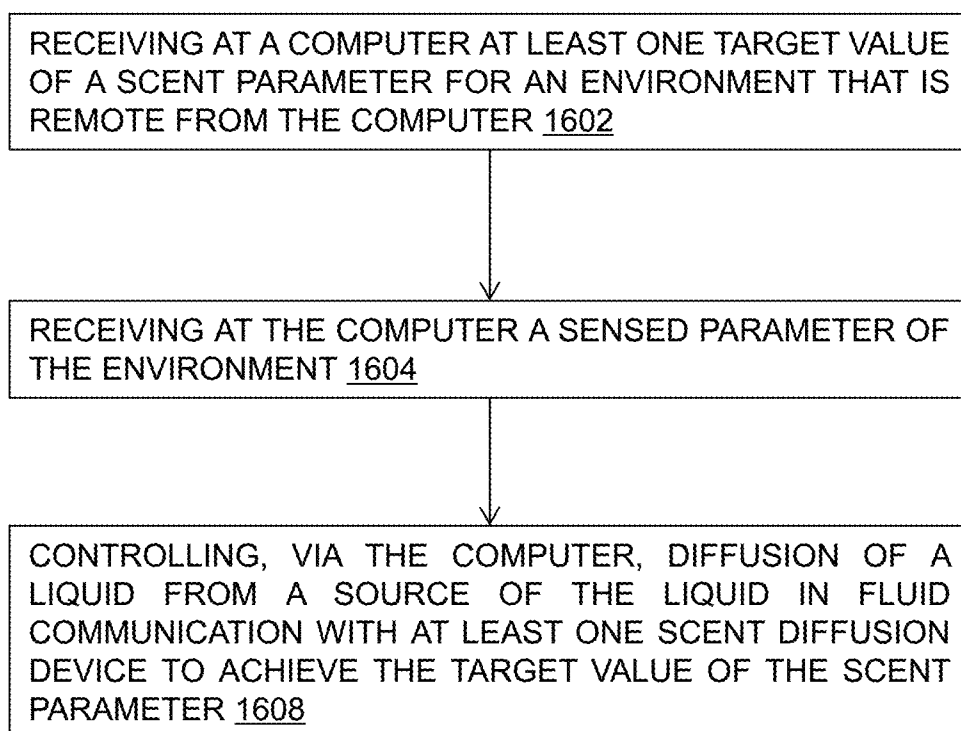 RECEIVING AT A COMPUTER AT LEAST ONE TARGET VALUE
OF A SCENT PARAMETER FOR AN ENVIRONMENT THAT IS
REMOTE FROM THE COMPUTER 1602
RECEIVING AT THE COMPUTER A SENSED PARAMETER OF
THE ENVIRONMENT 1604
CONTROLLING, VIA THE COMPUTER, DIFFUSION OF A
LIQUID FROM A SOURCE OF THE LIQUID IN FLUID
COMMUNICATION WITH AT LEAST ONE SCENT DIFFUSION
DEVICE TO ACHIEVE THE TARGET VALUE OF THE SCENT
PARAMETER 1608